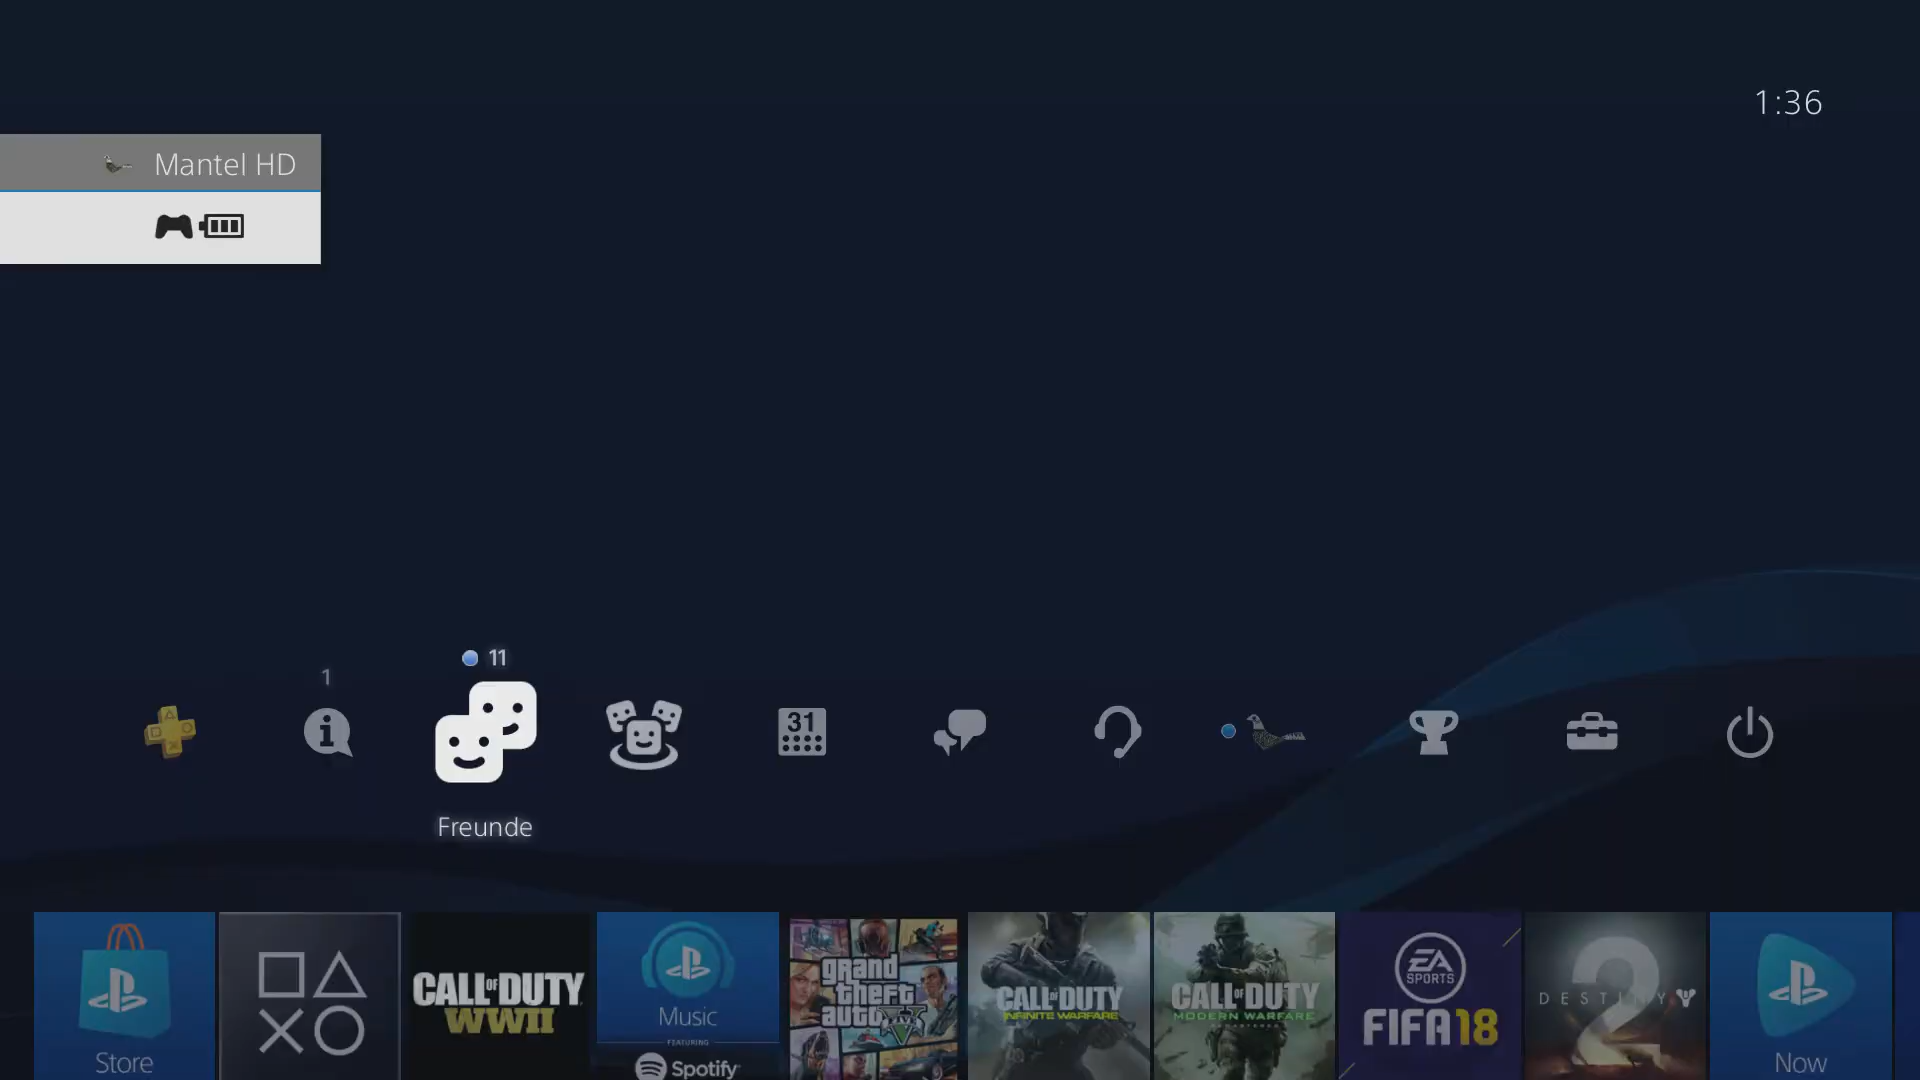 1:36
Mantel HD
11
1
31
Freunde
Store
CALL OF DUTY
WWII
Music
FEATURING
Spotify
grand
theft
auto
V
CALL OF DUTY
INFINITE WARFARE
CALL OF DUTY
MODERN WARFARE
REMASTERED
EA
SPORTS
FIFA 18
2
DESTINY
Now